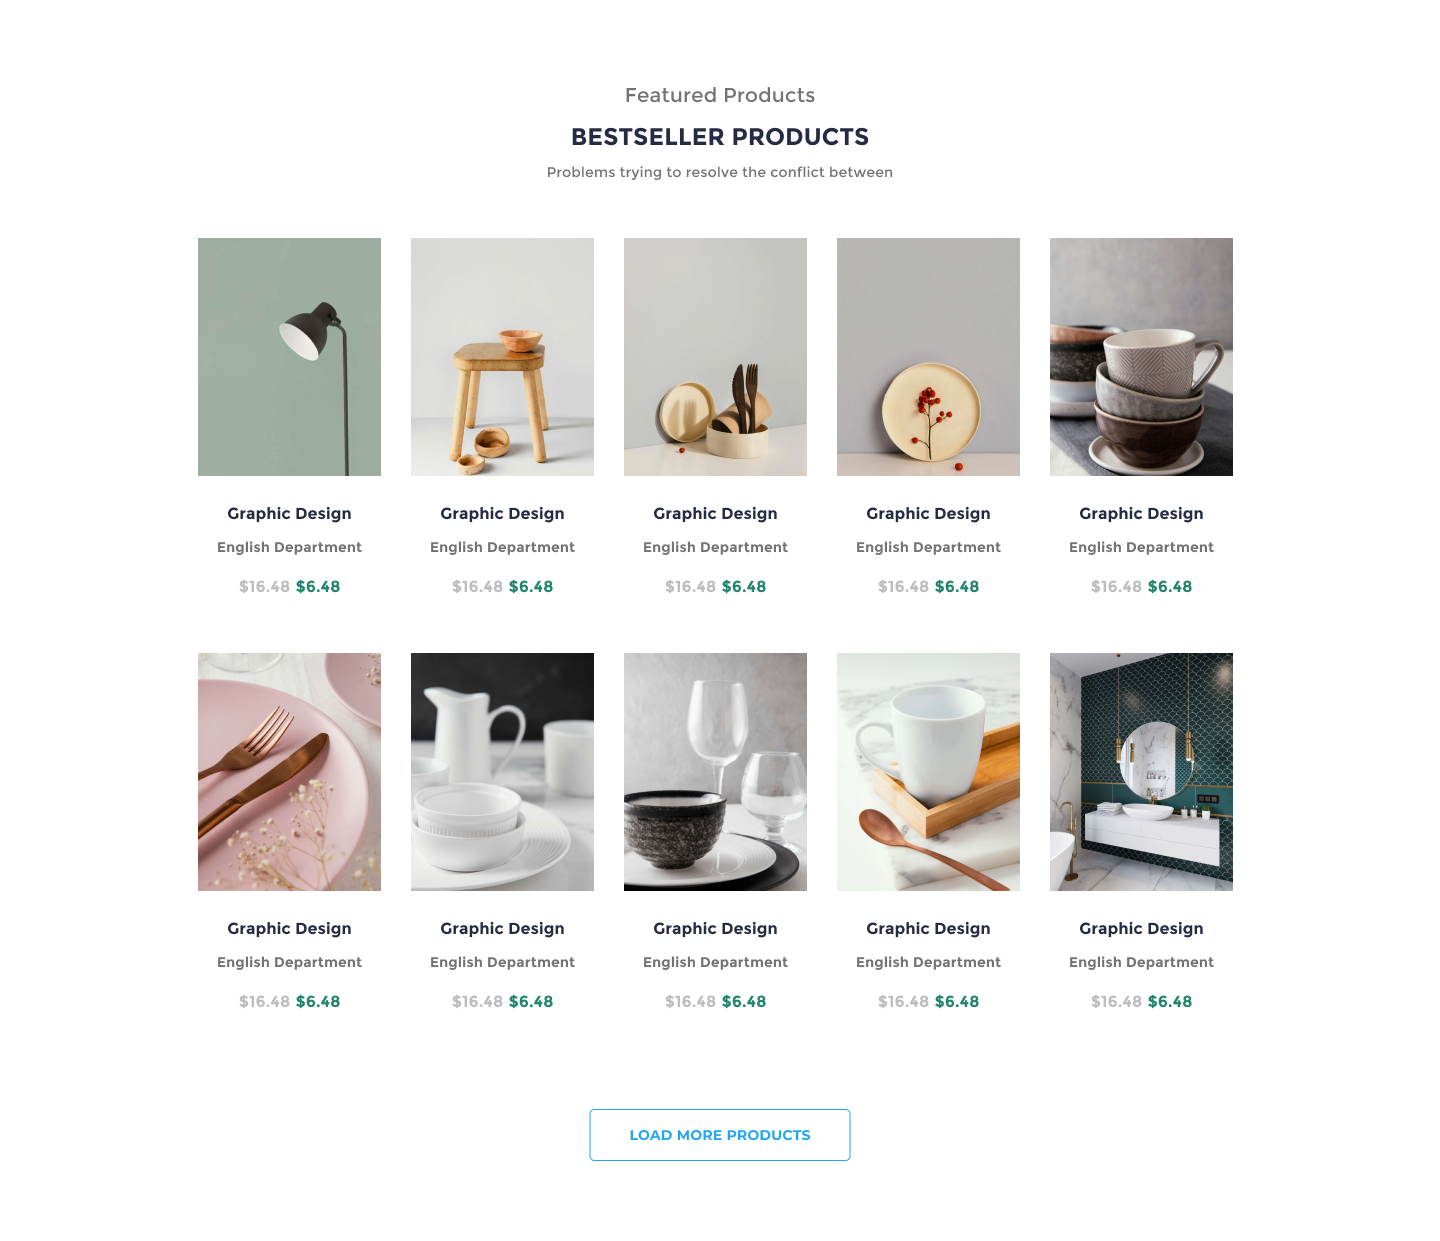 Featured Products
BESTSELLER PRODUCTS
Problems trying to resolve the conflict between
Graphic Design
English Department
$16.48 $6.48
Graphic Design
English Department
$16.48 $6.48
Graphic Design
English Department
$16.48 $6.48
Graphic Design
English Department
$16.48 $6.48
Graphic Design
English Department
$16.48 $6.48
Graphic Design
English Department
$16.48 $6.48
Graphic Design
English Department
$16.48 $6.48
Graphic Design
English Department
$16.48 $6.48
Graphic Design
English Department
$16.48 $6.48
Graphic Design
English Department
$16.48 $6.48
LOAD MORE PRODUCTS